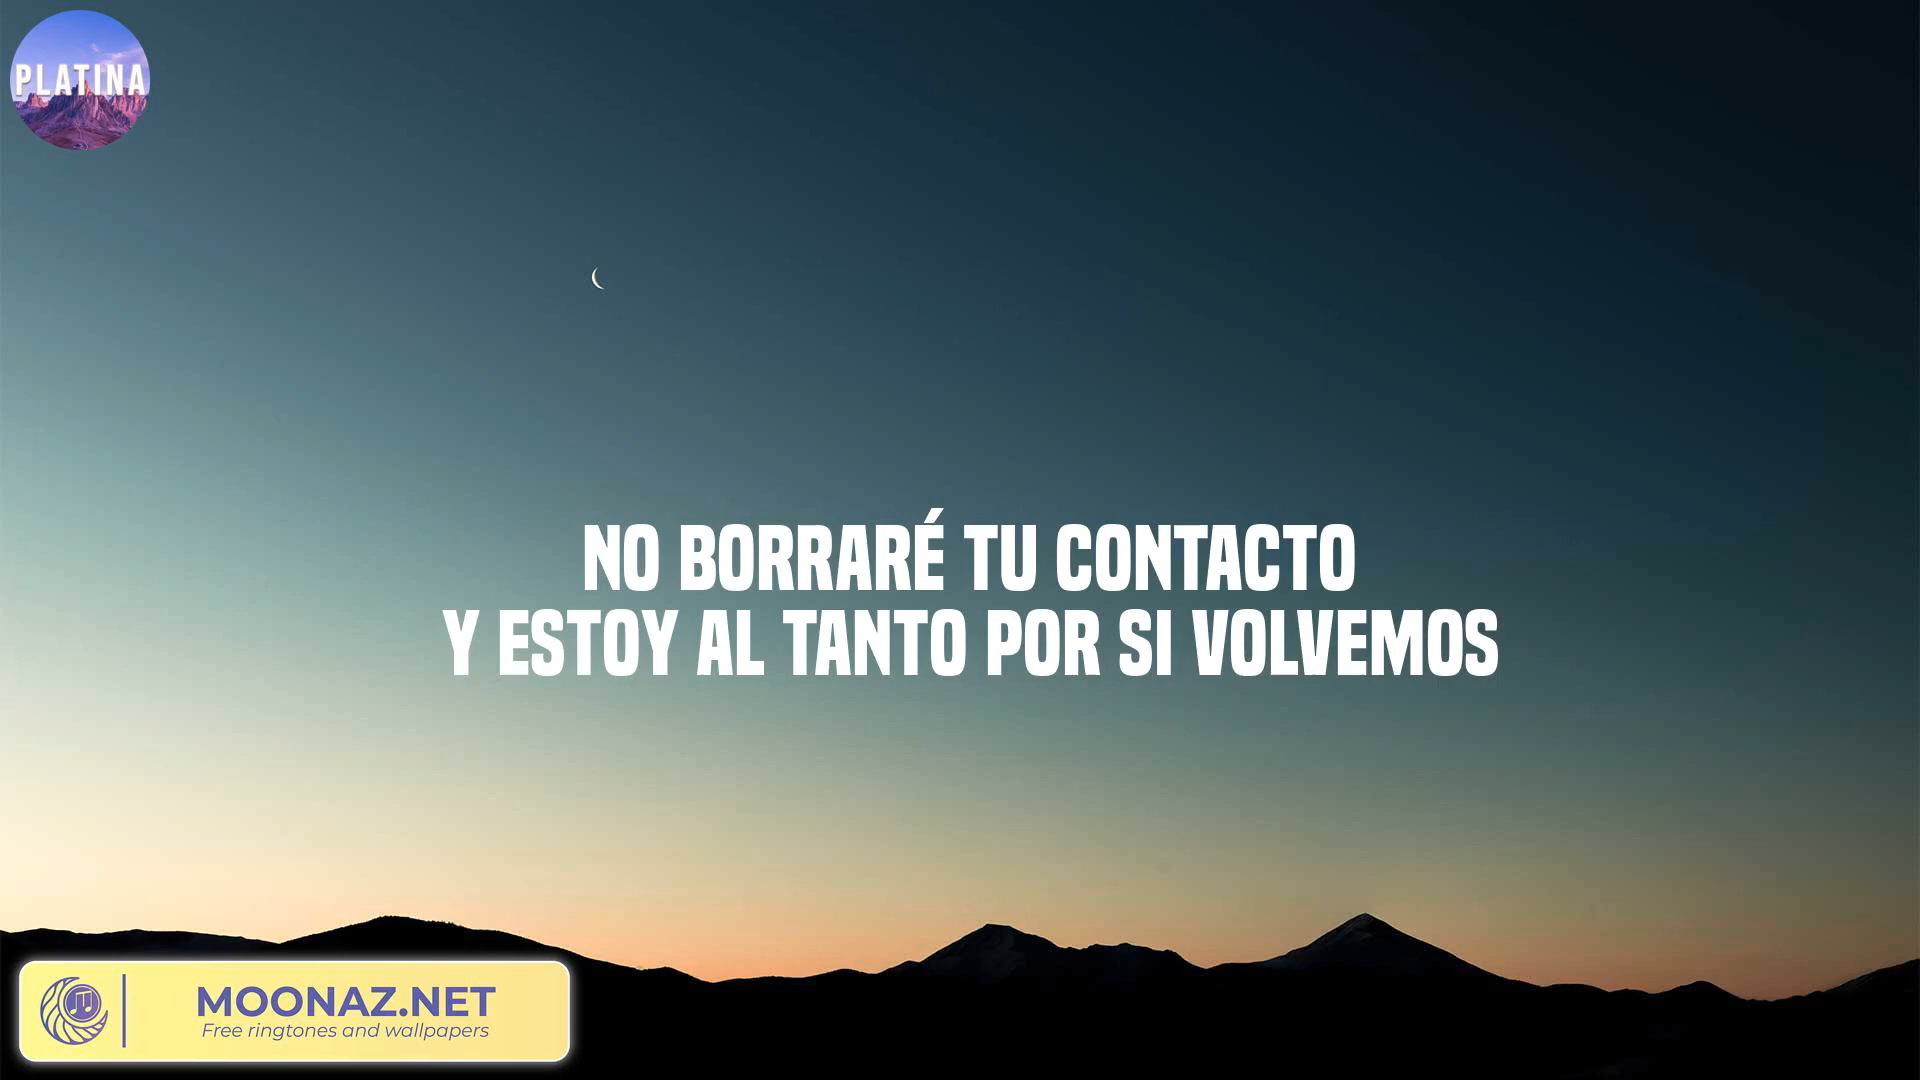 PLATINA
NO BORRARÉ TU CONTACTO
Y ESTOY AL TANTO POR SI VOLVEMOS
MOONAZ.NET
Free ringtones and wallpapers